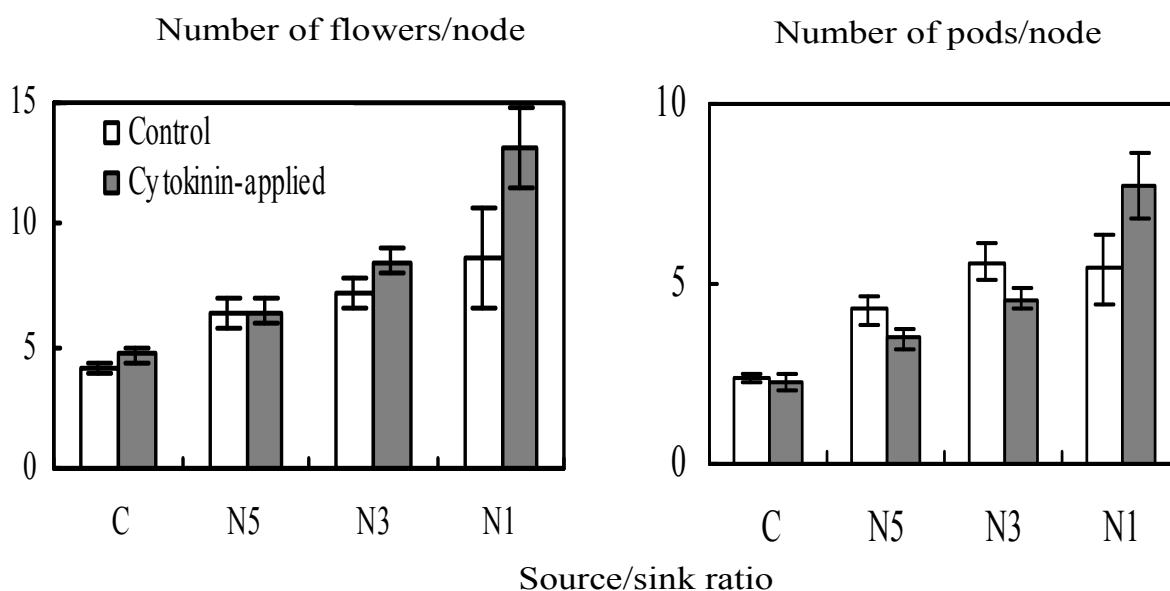 Number of flowers/node
15
10
5
0
Control
Cytokinin-applied
C N5 N3 N1
Number of pods/node
10
5
0
C N5 N3 N1
Source/sink ratio